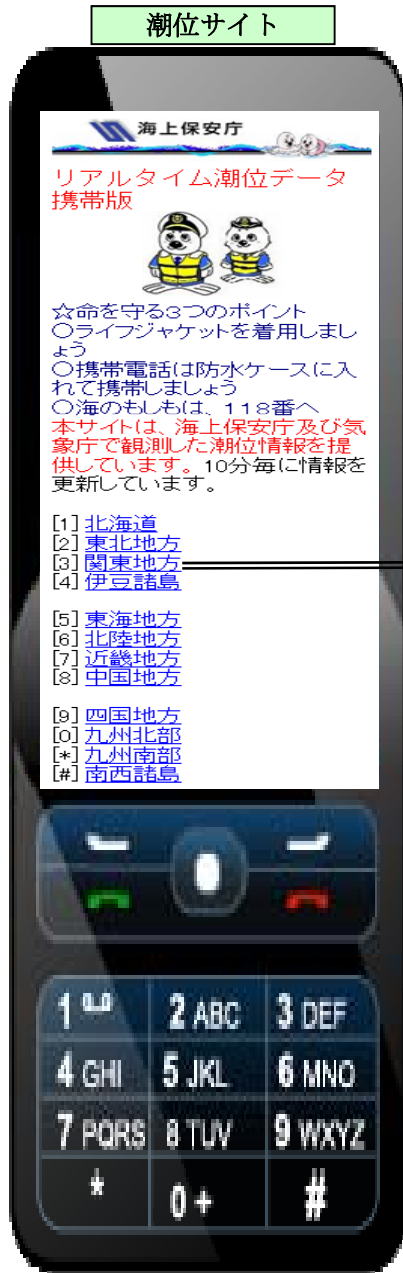 潮位サイト
海上保安庁
リアルタイム潮位データ
携帯版
☆命を守る3つのポイント
○ライフジャケットを着用しまし
ょう
○携帯電話は防水ケースに入
れて携帯しましょう
○海のもしもは、118番へ
本サイトは、海上保安庁及び気
象庁で観測した潮位情報を提
供しています。10分毎に情報を
更新しています。
[1] 北海道
[2] 東北地方
[3] 関東地方
[4] 伊豆諸島
[5] 東海地方
[6] 北陸地方
[7] 近畿地方
[8] 中国地方
[9] 四国地方
[0] 九州北部
[*] 九州南部
[#] 南西諸島
1 2 ABC 3 DEF
4 GHI 5 JKL 6 MNO
7 PQRS 8 TUV 9 WXYZ
* 0 + #